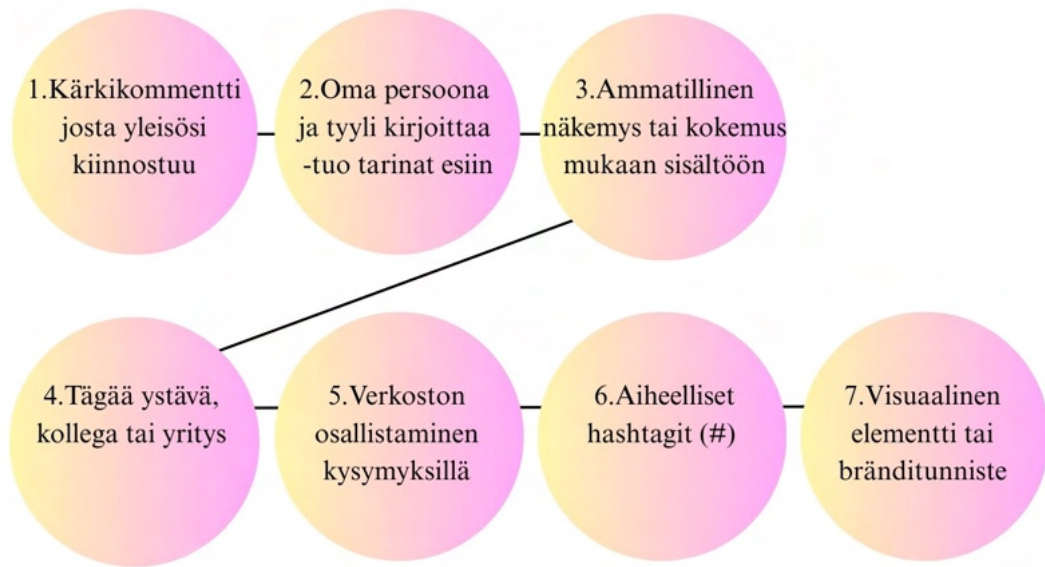 1.Kärkikommentti
josta yleisösi
kiinnostuu
2.Oma persoona
ja tyyli kirjoittaa
-tuo tarinat esiin
3.Ammatillinen
näkemys tai kokemus
mukaan sisältöön
4.Tägää ystävä,
kollega tai yritys
5.Verkoston
osallistaminen
kysymyksillä
6.Aiheelliset
hashtagit (#)
7.Visuaalinen
elementti tai
bränditunniste